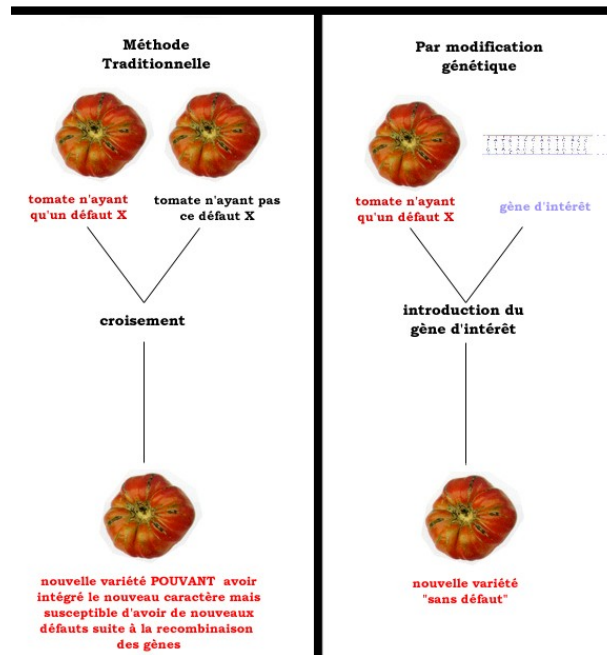 Méthode
Traditionnelle
tomate n'ayant
qu'un défaut X
tomate n'ayant pas
ce défaut X
croisement
nouvelle variété POUVANT avoir
intégré le nouveau caractère mais
susceptible d'avoir de nouveaux
défauts suite à la recombinaison
des gènes
Par modification
génétique
tomate n'ayant
qu'un défaut X
gène d'intérêt
introduction du
gène d'intérêt
nouvelle variété
"sans défaut"